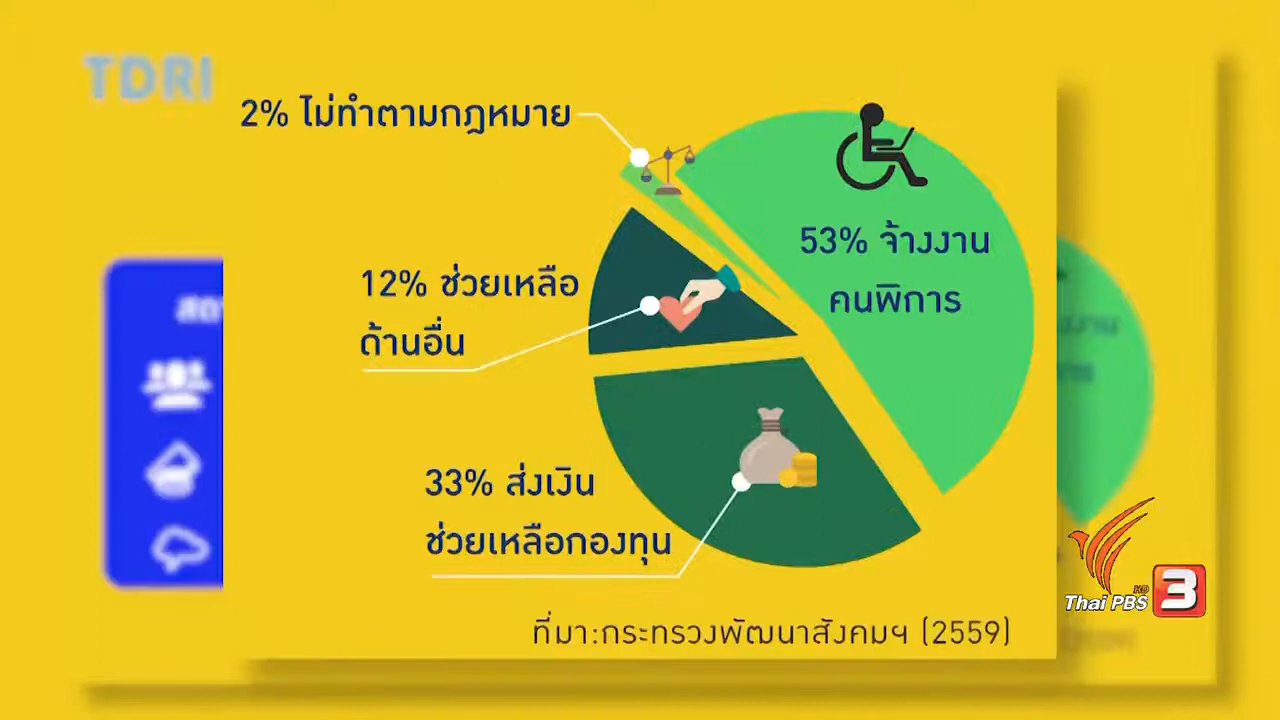 TDRI
2% ไม่ทำตามกฎหมาย
53% จ้างงาน
คนพิการ
12% ช่วยเหลือ
ด้านอื่น
33% ส่งเงิน
ช่วยเหลือกองทุน
ที่มา:กระทรวงพัฒนาสังคมฯ (2559)
Thai PBS HD 3